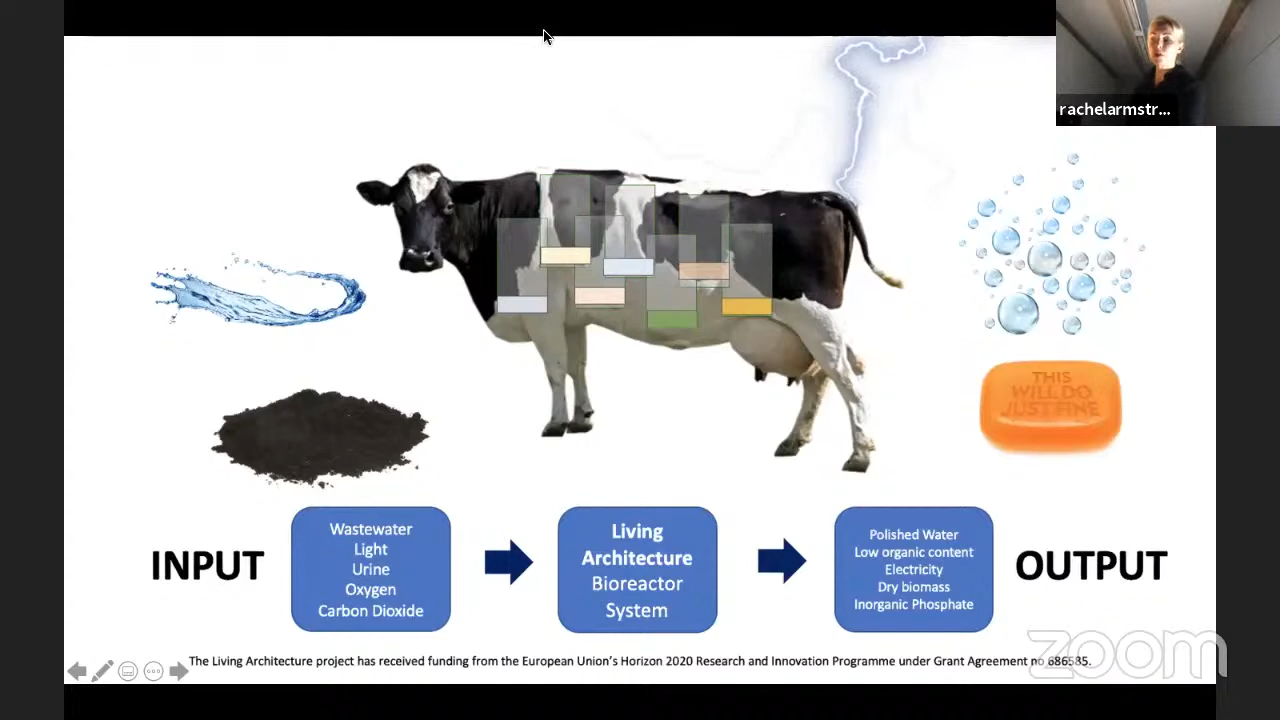 rachelarmstr...
THIS
WILL DO
JUST FINE
INPUT
Wastewater
Light
Urine
Oxygen
Carbon Dioxide
Living
Architecture
Bioreactor
System
Polished Water
Low organic content
Electricity
Dry biomass
Inorganic Phosphate
OUTPUT
The Living Architecture project has received funding from the European Union's Horizon 2020 Research and Innovation Programme under Grant Agreement no 686585.
zoom